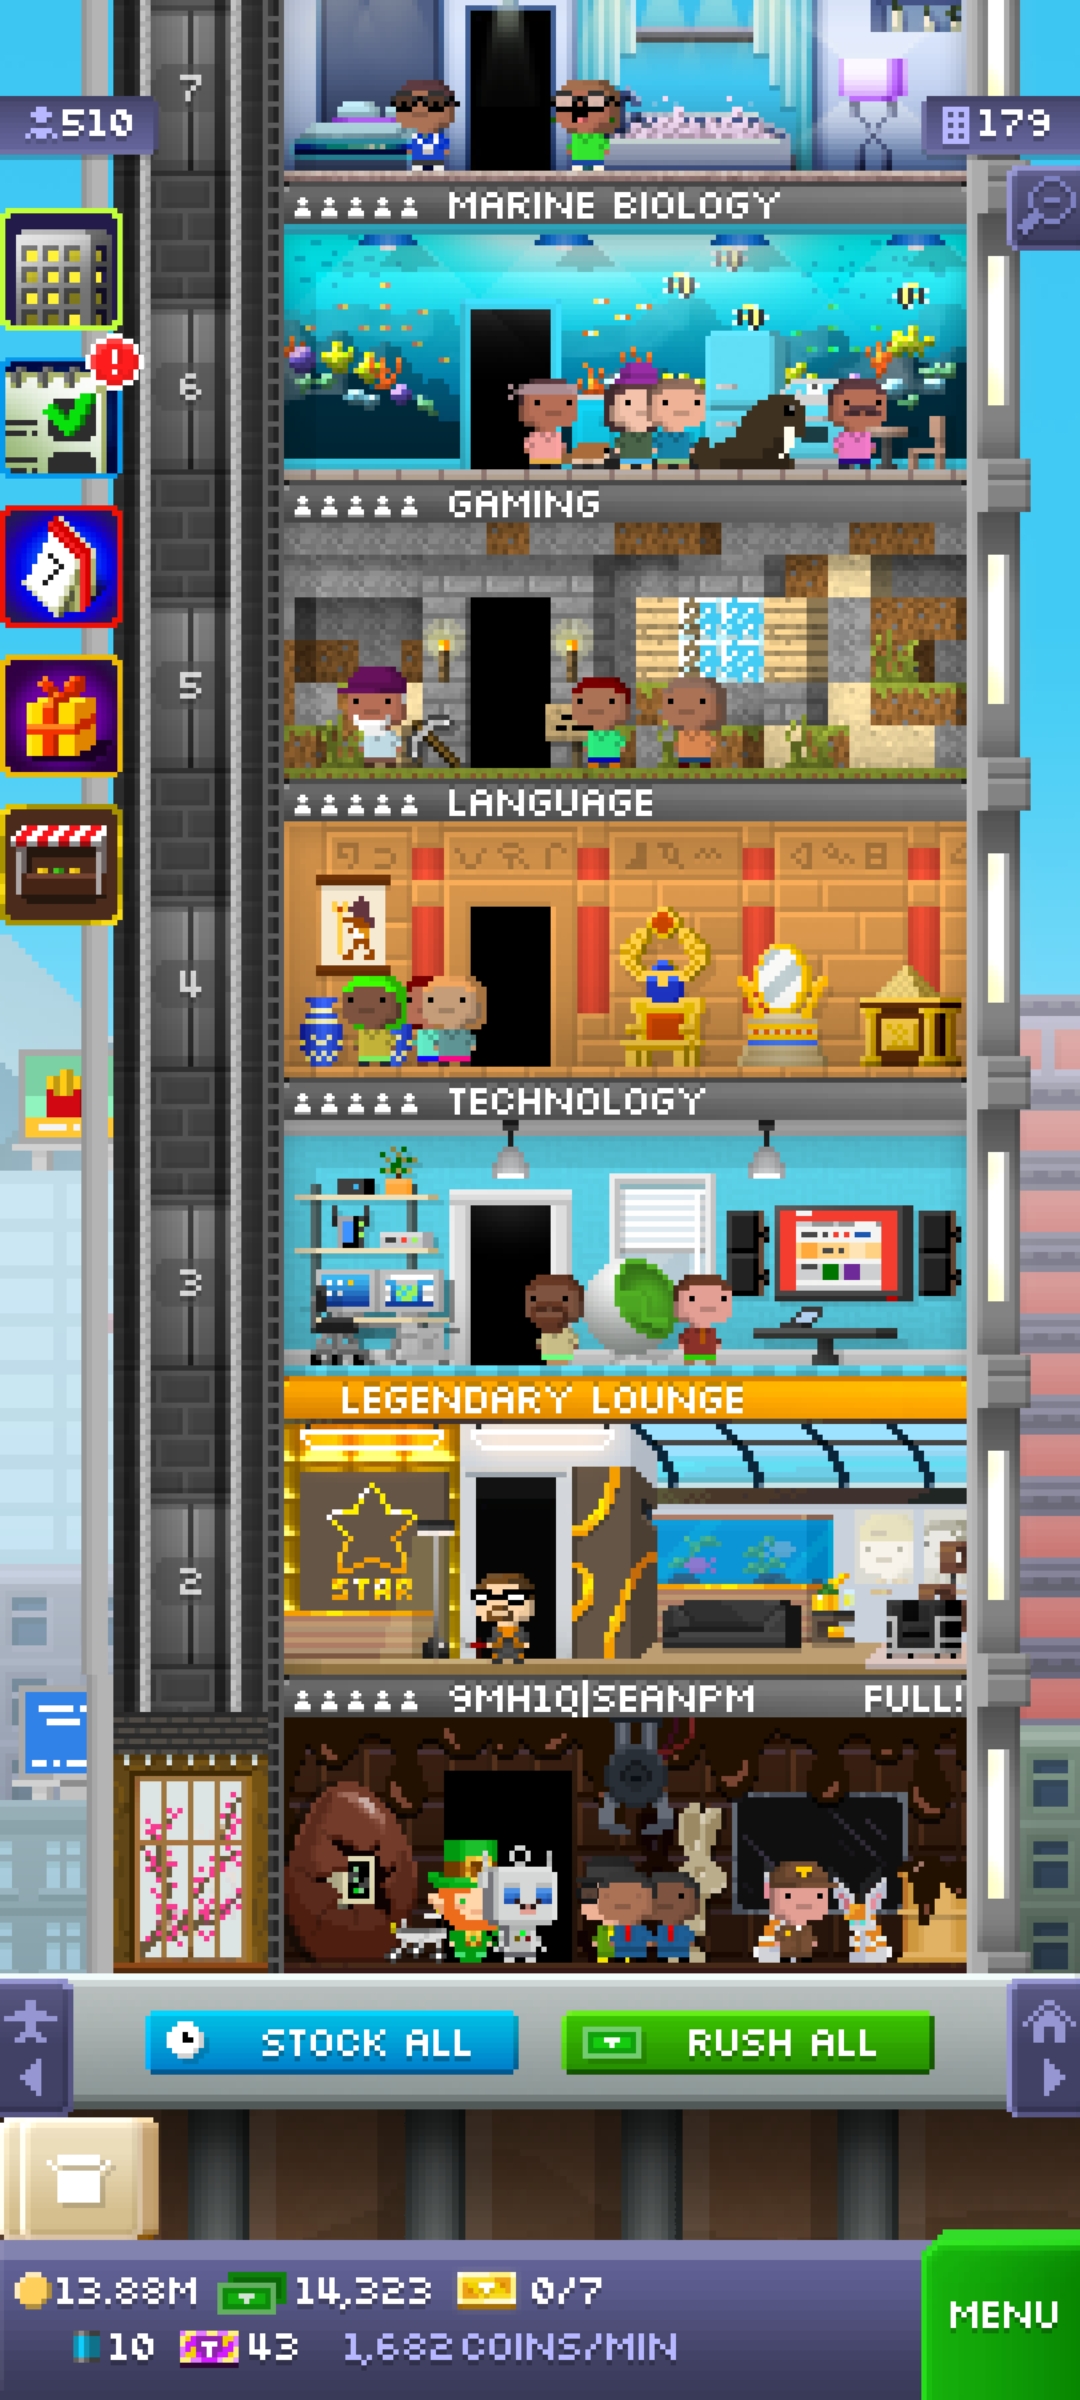 7
510
179
MARINE BIOLOGY
6
GAMING
5
LANGUAGE
4
TECHNOLOGY
3
LEGENDARY LOUNGE
STAR
2
9MH1Q|SEANPM FULL!
STOCK ALL
RUSH ALL
13.88M 14,323 0/7
10 43 1,682 COINS/MIN
MENU